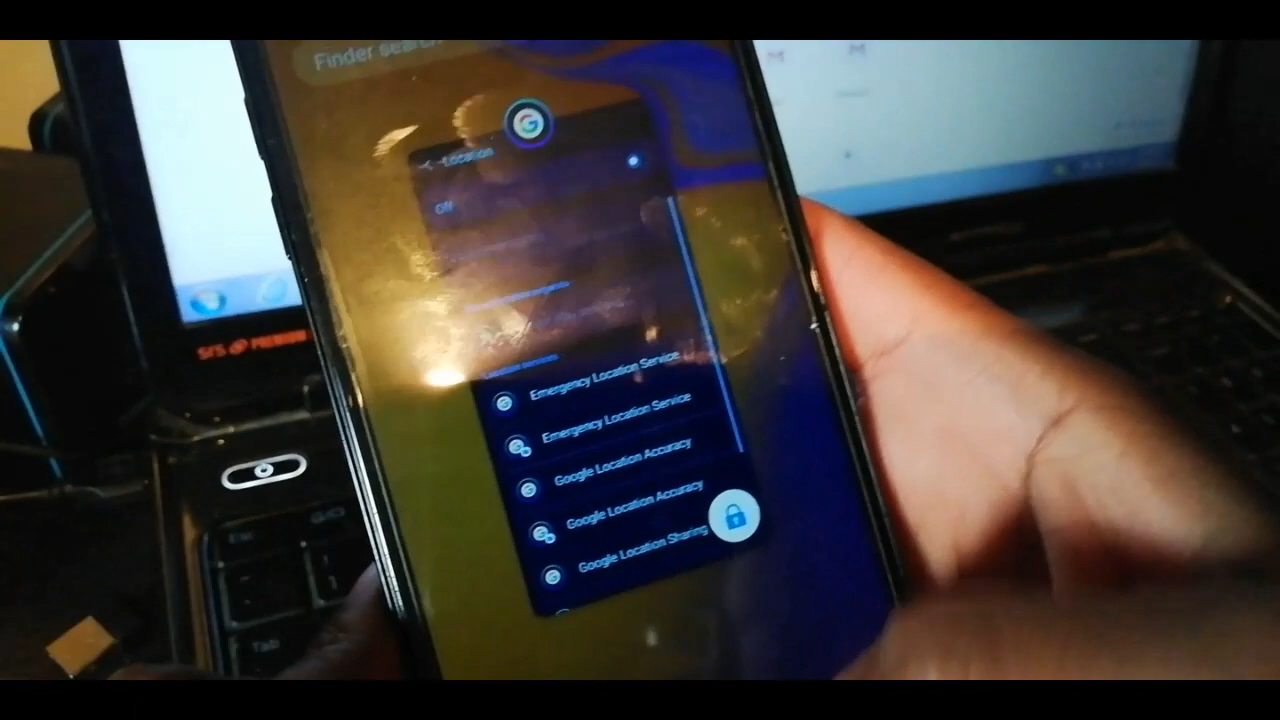 Finder search
Location
Off
Location services
Emergency Location Service
Emergency Location Service
Google Location Accuracy
Google Location Accuracy
Google Location Sharing
SRS PREMIUM
Esc
Tab